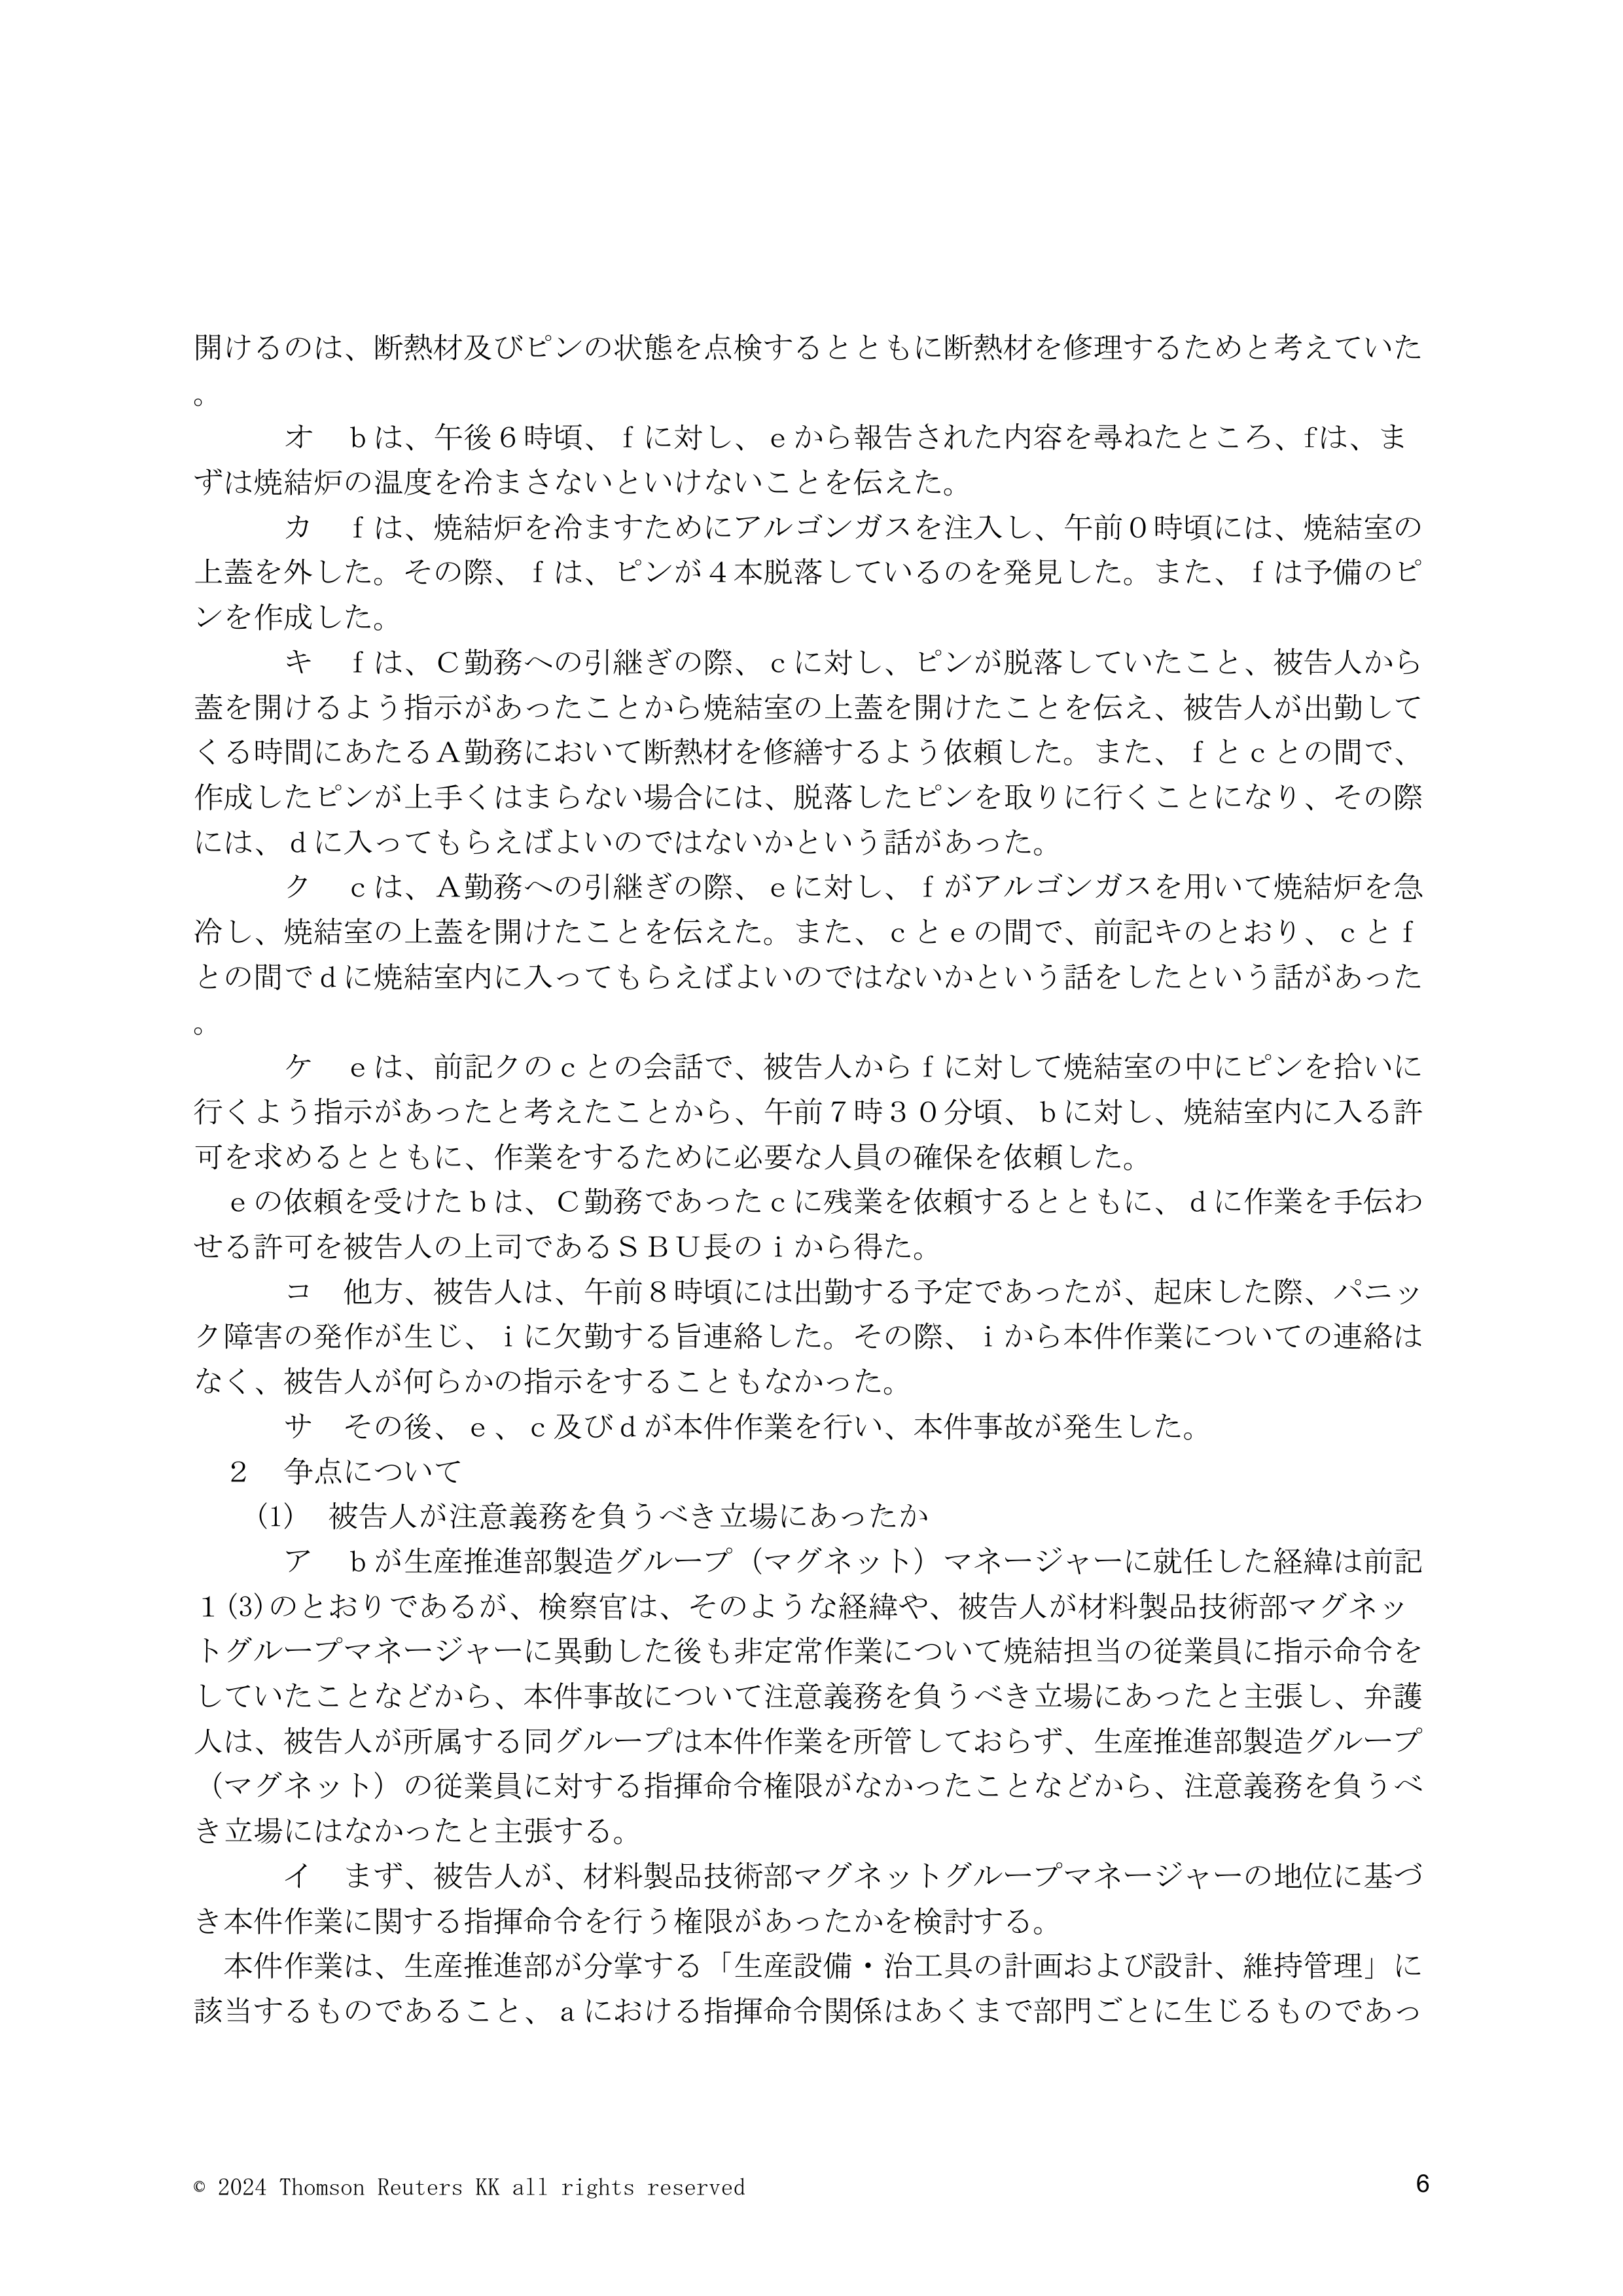 開けるのは、断熱材及びピンの状態を点検するとともに断熱材を修理するためと考えていた
。
オ　ｂは、午後６時頃、ｆに対し、ｅから報告された内容を尋ねたところ、fは、ま
ずは焼結炉の温度を冷まさないといけないことを伝えた。
カ　ｆは、焼結炉を冷ますためにアルゴンガスを注入し、午前０時頃には、焼結室の
上蓋を外した。その際、ｆは、ピンが４本脱落しているのを発見した。また、ｆは予備のピ
ンを作成した。
キ　ｆは、Ｃ勤務への引継ぎの際、ｃに対し、ピンが脱落していたこと、被告人から
蓋を開けるよう指示があったことから焼結室の上蓋を開けたことを伝え、被告人が出勤して
くる時間にあたるＡ勤務において断熱材を修繕するよう依頼した。また、ｆとｃとの間で、
作成したピンが上手くはまらない場合には、脱落したピンを取りに行くことになり、その際
には、ｄに入ってもらえばよいのではないかという話があった。
ク　ｃは、Ａ勤務への引継ぎの際、ｅに対し、ｆがアルゴンガスを用いて焼結炉を急
冷し、焼結室の上蓋を開けたことを伝えた。また、ｃとｅの間で、前記キのとおり、ｃとｆ
との間でｄに焼結室内に入ってもらえばよいのではないかという話をしたという話があった
。
ケ　ｅは、前記クのｃとの会話で、被告人からｆに対して焼結室の中にピンを拾いに
行くよう指示があったと考えたことから、午前７時３０分頃、ｂに対し、焼結室内に入る許
可を求めるとともに、作業をするために必要な人員の確保を依頼した。
ｅの依頼を受けたｂは、Ｃ勤務であったｃに残業を依頼するとともに、ｄに作業を手伝わ
せる許可を被告人の上司であるＳＢＵ長のｉから得た。
コ　他方、被告人は、午前８時頃には出勤する予定であったが、起床した際、パニッ
ク障害の発作が生じ、ｉに欠勤する旨連絡した。その際、ｉから本件作業についての連絡は
なく、被告人が何らかの指示をすることもなかった。
サ　その後、ｅ、ｃ及びｄが本件作業を行い、本件事故が発生した。
２　争点について
(1)　被告人が注意義務を負うべき立場にあったか
ア　ｂが生産推進部製造グループ（マグネット）マネージャーに就任した経緯は前記
１(3)のとおりであるが、検察官は、そのような経緯や、被告人が材料製品技術部マグネッ
トグループマネージャーに異動した後も非定常作業について焼結担当の従業員に指示命令を
していたことなどから、本件事故について注意義務を負うべき立場にあったと主張し、弁護
人は、被告人が所属する同グループは本件作業を所管しておらず、生産推進部製造グループ
（マグネット）の従業員に対する指揮命令権限がなかったことなどから、注意義務を負うべ
き立場にはなかったと主張する。
イ　まず、被告人が、材料製品技術部マグネットグループマネージャーの地位に基づ
き本件作業に関する指揮命令を行う権限があったかを検討する。
本件作業は、生産推進部が分掌する「生産設備・治工具の計画および設計、維持管理」に
該当するものであること、ａにおける指揮命令関係はあくまで部門ごとに生じるものであっ
© 2024 Thomson Reuters KK all rights reserved
6